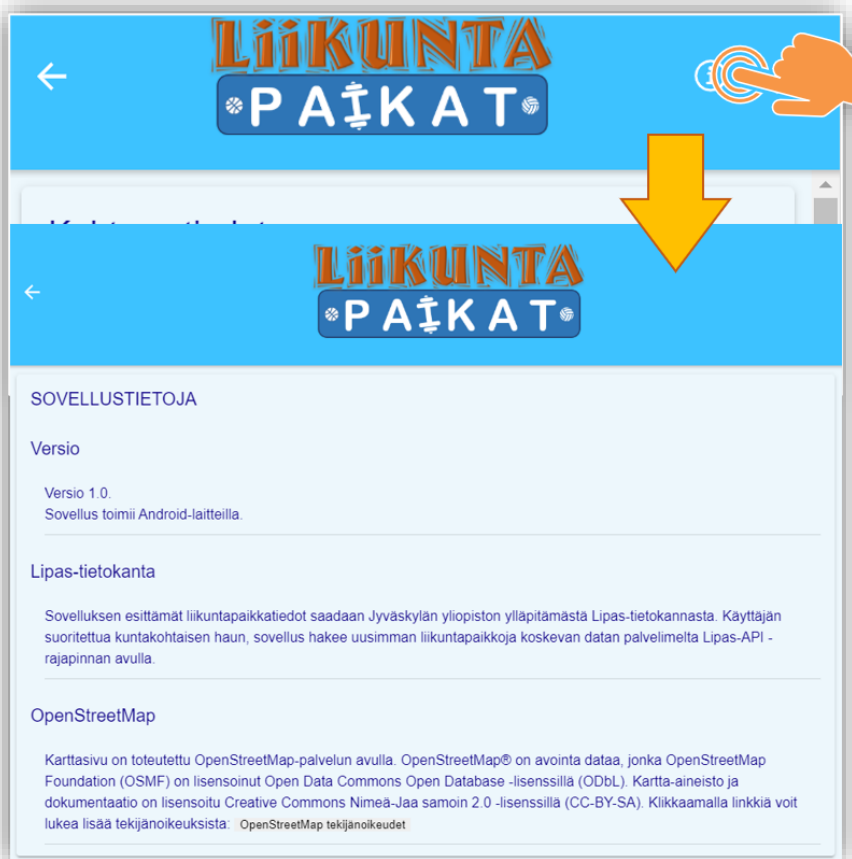 LiiKUNTA
PAIKAT
LiiKUNTA
PAIKAT
SOVELLUSTIETOJA
Versio
Versio 1.0.
Sovellus toimii Android-laitteilla.
Lipas-tietokanta
Sovelluksen esittämät liikuntapaikkatiedot saadaan Jyväskylän yliopiston ylläpitämästä Lipas-tietokannasta. Käyttäjän
suoritettua kuntakohtaisen haun, sovellus hakee uusimman liikuntapaikkoja koskevan datan palvelimelta Lipas-API -
rajapinnan avulla.
OpenStreetMap
Karttasivu on toteutettu OpenStreetMap-palvelun avulla. OpenStreetMap® on avointa dataa, jonka OpenStreetMap
Foundation (OSMF) on lisensoinut Open Data Commons Open Database -lisenssillä (ODbL). Kartta-aineisto ja
dokumentaatio on lisensoitu Creative Commons Nimeä-Jaa samoin 2.0 -lisenssillä (CC-BY-SA). Klikkaamalla linkkiä voit
lukea lisää tekijänoikeuksista: OpenStreetMap tekijänoikeudet